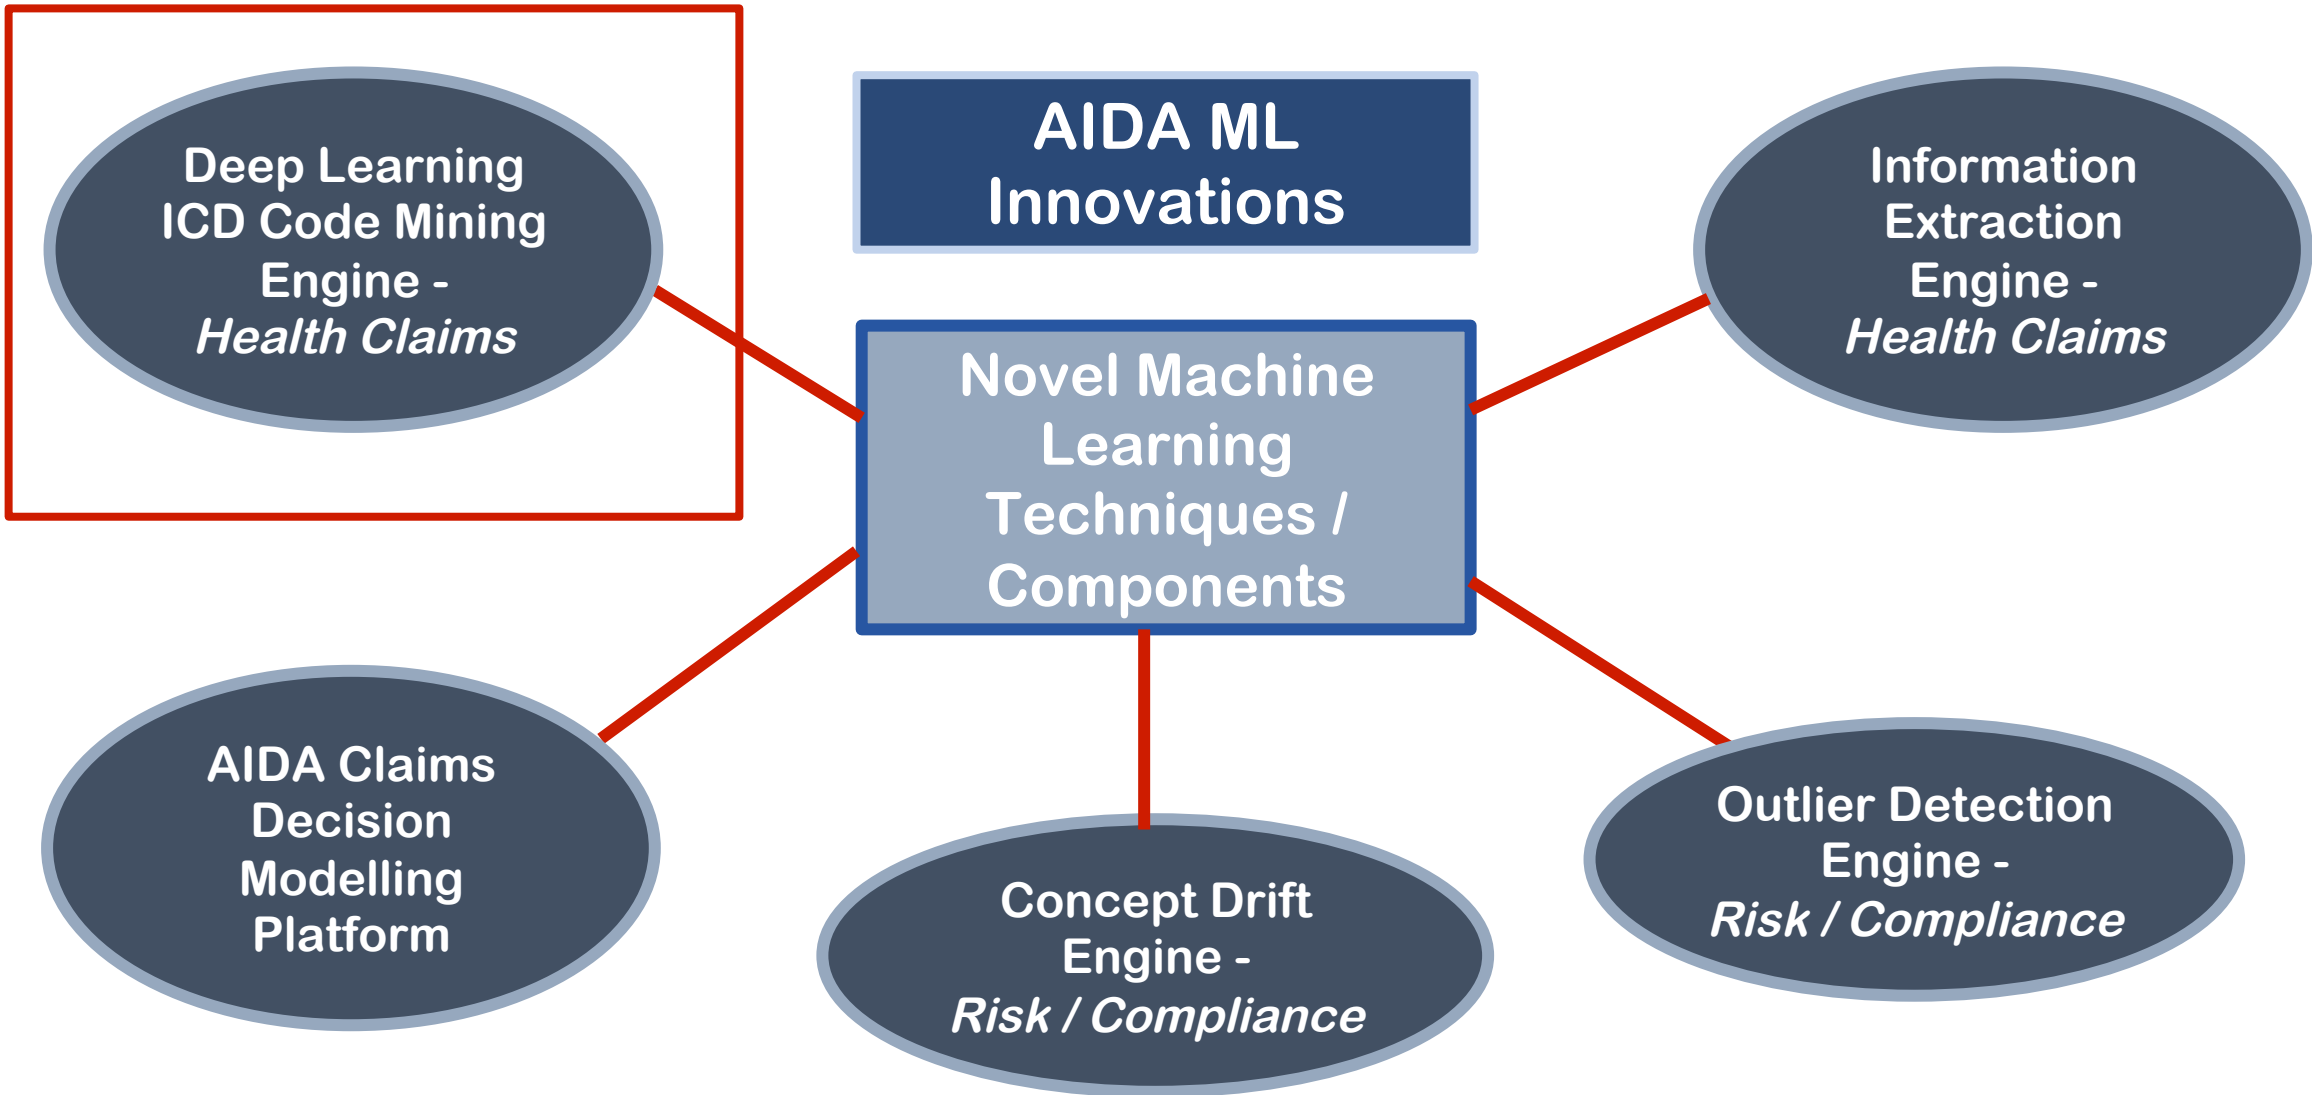 Deep Learning
ICD Code Mining
Engine -
Health Claims
AIDA ML
Innovations
Information
Extraction
Engine -
Health Claims
Novel Machine
Learning
Techniques /
Components
AIDA Claims
Decision
Modelling
Platform
Concept Drift
Engine -
Risk / Compliance
Outlier Detection
Engine -
Risk / Compliance